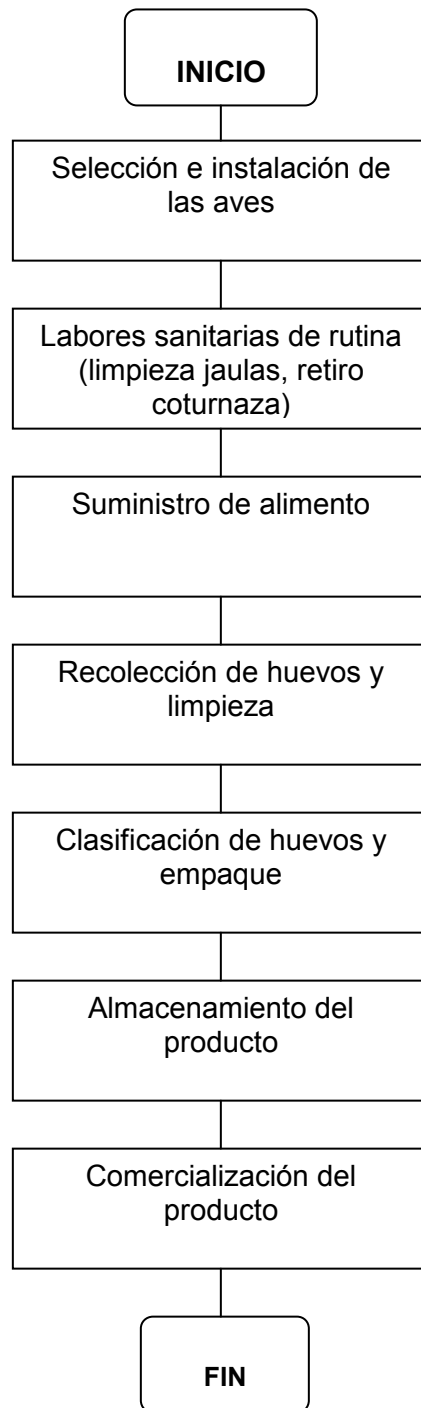 INICIO
Selección e instalación de
las aves
Labores sanitarias de rutina
(limpieza jaulas, retiro
coturnaza)
Suministro de alimento
Recolección de huevos y
limpieza
Clasificación de huevos y
empaque
Almacenamiento del
producto
Comercialización del
producto
FIN